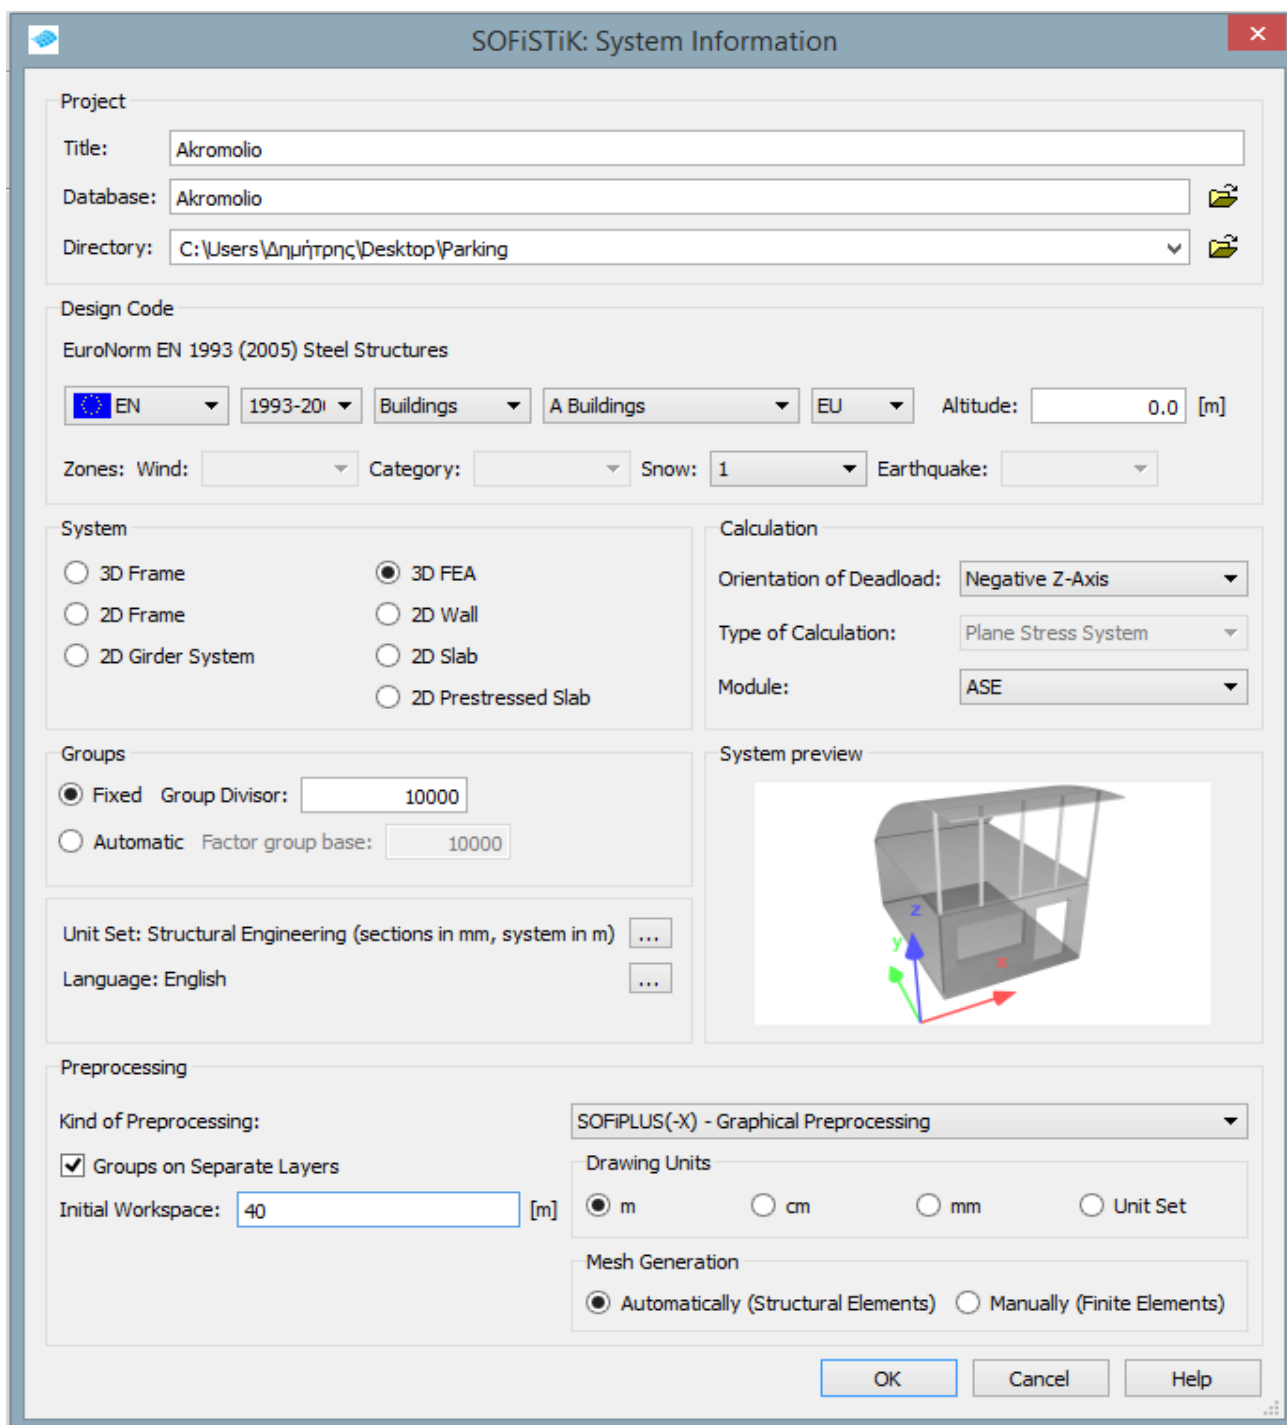 SOFiSTiK: System Information
Project
Title: Akromolio
Database: Akromolio
Directory: C:\Users\Δημήτρης\Desktop\Parking
Design Code
EuroNorm EN 1993 (2005) Steel Structures
EN 1993-20 Buildings A Buildings EU Altitude: 0.0 [m]
Zones: Wind: Category: Snow: 1 Earthquake:
System
3D Frame 3D FEA
2D Frame 2D Wall
2D Girder System 2D Slab
2D Prestressed Slab
Calculation
Orientation of Deadload: Negative Z-Axis
Type of Calculation: Plane Stress System
Module: ASE
Groups
Fixed Group Divisor: 10000
Automatic Factor group base: 10000
System preview
z
y
x
Unit Set: Structural Engineering (sections in mm, system in m) ...
Language: English ...
Preprocessing
Kind of Preprocessing: SOFiPLUS(-X) - Graphical Preprocessing
Groups on Separate Layers
Initial Workspace: 40 [m]
Drawing Units
m cm mm Unit Set
Mesh Generation
Automatically (Structural Elements) Manually (Finite Elements)
OK Cancel Help